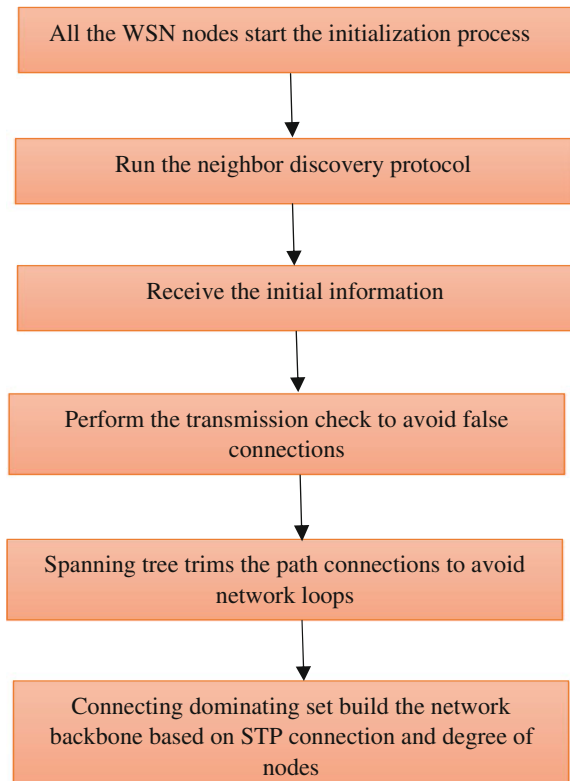 All the WSN nodes start the initialization process
Run the neighbor discovery protocol
Receive the initial information
Perform the transmission check to avoid false
connections
Spanning tree trims the path connections to avoid
network loops
Connecting dominating set build the network
backbone based on STP connection and degree of
nodes